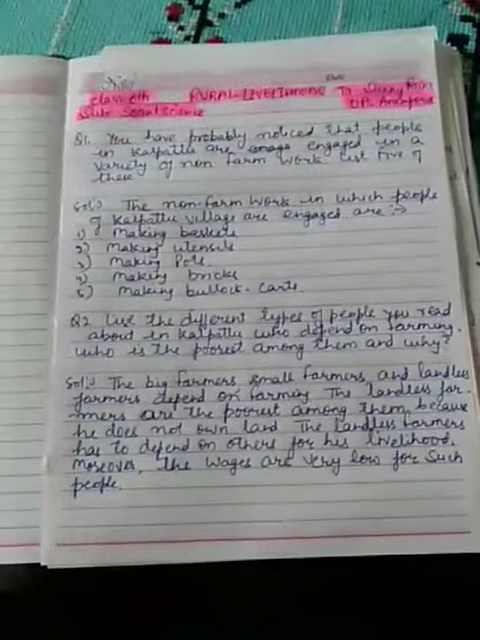 class 6th RURAL LIVELIHOODS Tr Sunny
Sub: Social Science UPS
Q1. You have probably noticed that people
in Kalpattu are engaged in a
variety of non farm work. List five of
these
Sol:> The non-farm work in which people
of Kalpattu village are engaged are :->
1) Making baskets
2) Making utensils
3) Making Pots
4) Making bricks
5) Making bullock-carts.
Q2 List the different types of people you read
about in Kalpattu who depend on farming.
Who is the poorest among them and why?
Sol:> The big farmers small farmers and landless
farmers depend on farming The landless far-
mers are the poorest among them because
he does not own land The landless farmers
has to depend on others for his livelihood.
Moreover, the wages are very low for such
people.